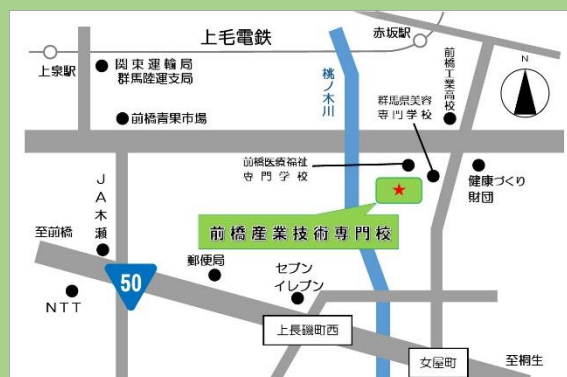 上毛電鉄
赤坂駅
上泉駅
関東運輸局
群馬陸運支局
前橋青果市場
桃ノ木川
群馬県美容
専門学校
前橋工業高校
N
前橋医療福祉
専門学校
健康づくり
財団
JA木瀬
至前橋
前橋産業技術専門校
50
郵便局
セブン
イレブン
NTT
上長磯町西
女屋町
至桐生